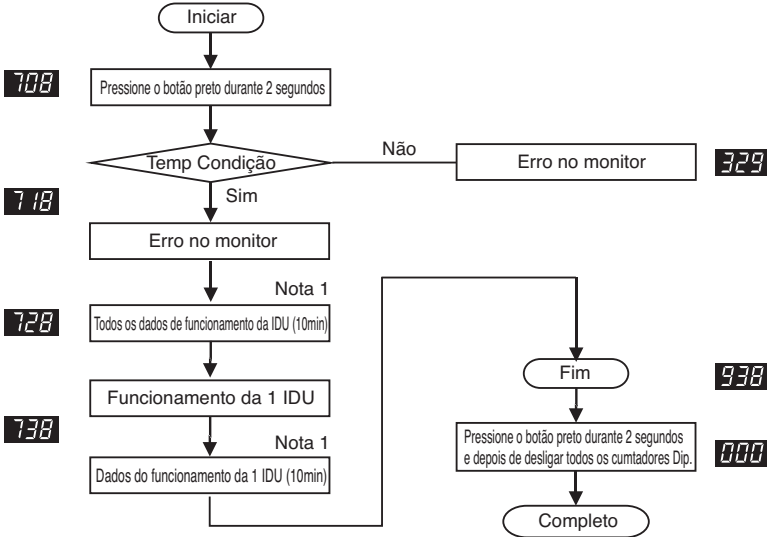 Iniciar
708
Pressione o botão preto durante 2 segundos
Temp Condição
Não
Erro no monitor
329
718
Sim
Erro no monitor
Nota 1
728
Todos os dados de funcionamento da IDU (10min)
Funcionamento da 1 IDU
738
Nota 1
Dados do funcionamento da 1 IDU (10min)
Fim
938
Pressione o botão preto durante 2 segundos
e depois de desligar todos os cumtadores Dip.
000
Completo